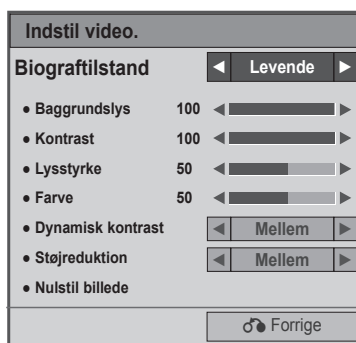 Indstil video.
Biograftilstand ◄ Levende ►
• Baggrundslys 100
• Kontrast 100
• Lysstyrke 50
• Farve 50
• Dynamisk kontrast ◄ Mellem ►
• Støjreduktion ◄ Mellem ►
• Nulstil billede
Forrige